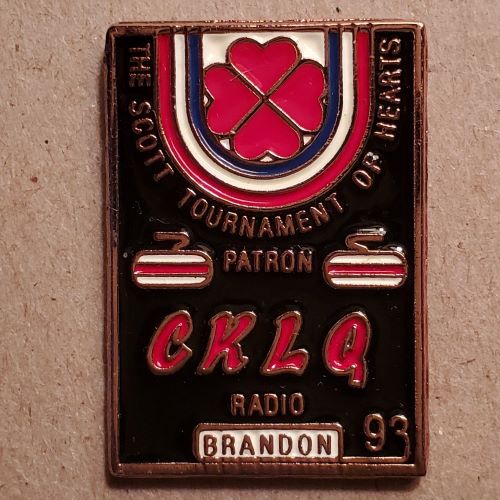 THE SCOTT TOURNAMENT OF HEARTS
PATRON
CKLQ
RADIO
BRANDON
93